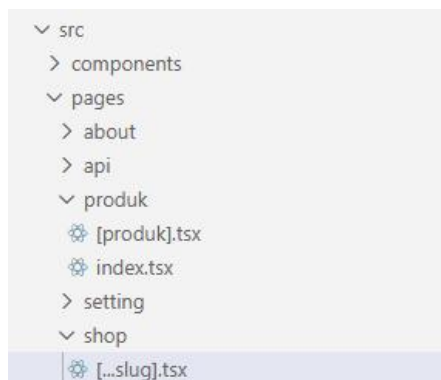 src
components
pages
about
api
produk
[produk].tsx
index.tsx
setting
shop
[...slug].tsx